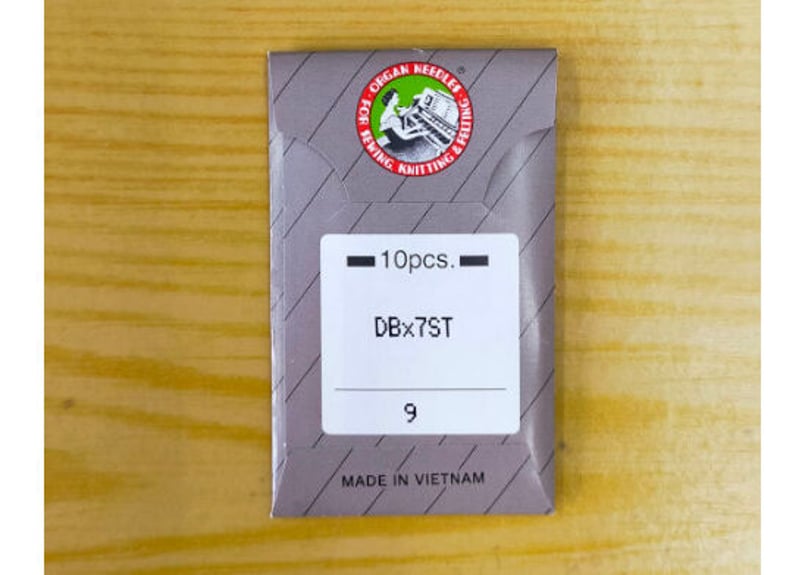 ORGAN NEEDLES
FOR SEWING, KNITTING & FELTING
®
10pcs.
DBx7ST
9
MADE IN VIETNAM